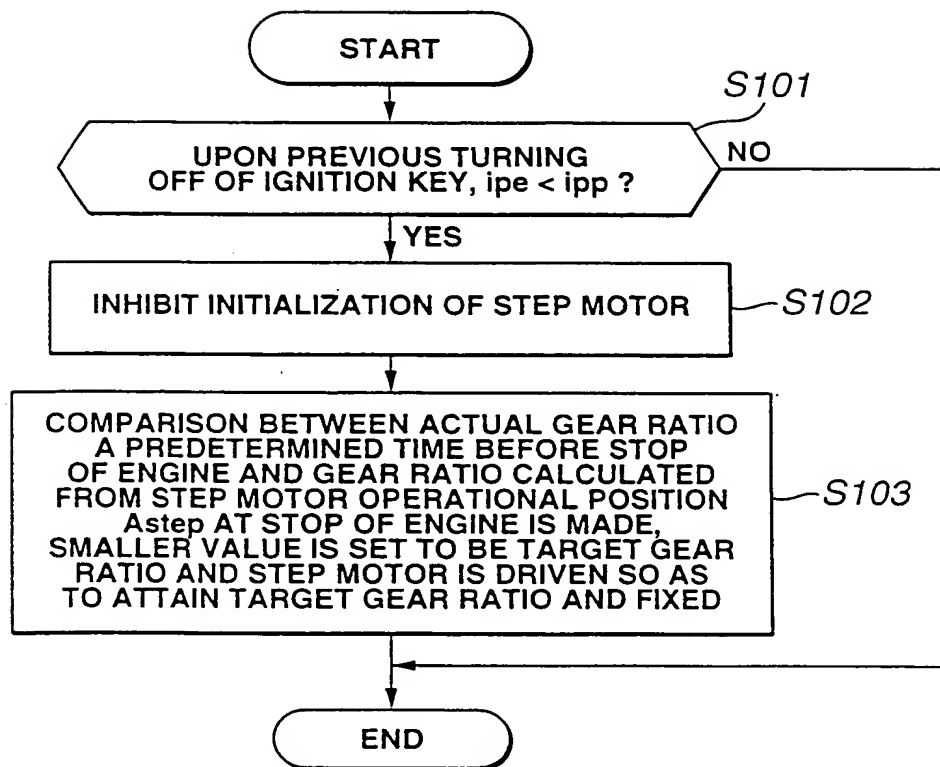 START
S101
UPON PREVIOUS TURNING
OFF OF IGNITION KEY, ipe < ipp ?
NO
YES
INHIBIT INITIALIZATION OF STEP MOTOR
S102
COMPARISON BETWEEN ACTUAL GEAR RATIO
A PREDETERMINED TIME BEFORE STOP
OF ENGINE AND GEAR RATIO CALCULATED
FROM STEP MOTOR OPERATIONAL POSITION
Astep AT STOP OF ENGINE IS MADE,
SMALLER VALUE IS SET TO BE TARGET GEAR
RATIO AND STEP MOTOR IS DRIVEN SO AS
TO ATTAIN TARGET GEAR RATIO AND FIXED
S103
END